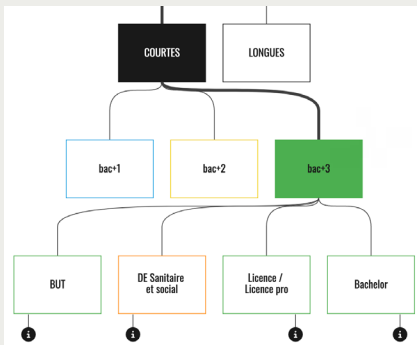 COURTES
LONGUES
bac+1
bac+2
bac+3
BUT
DE Sanitaire
et social
Licence /
Licence pro
Bachelor
i
i
i
i